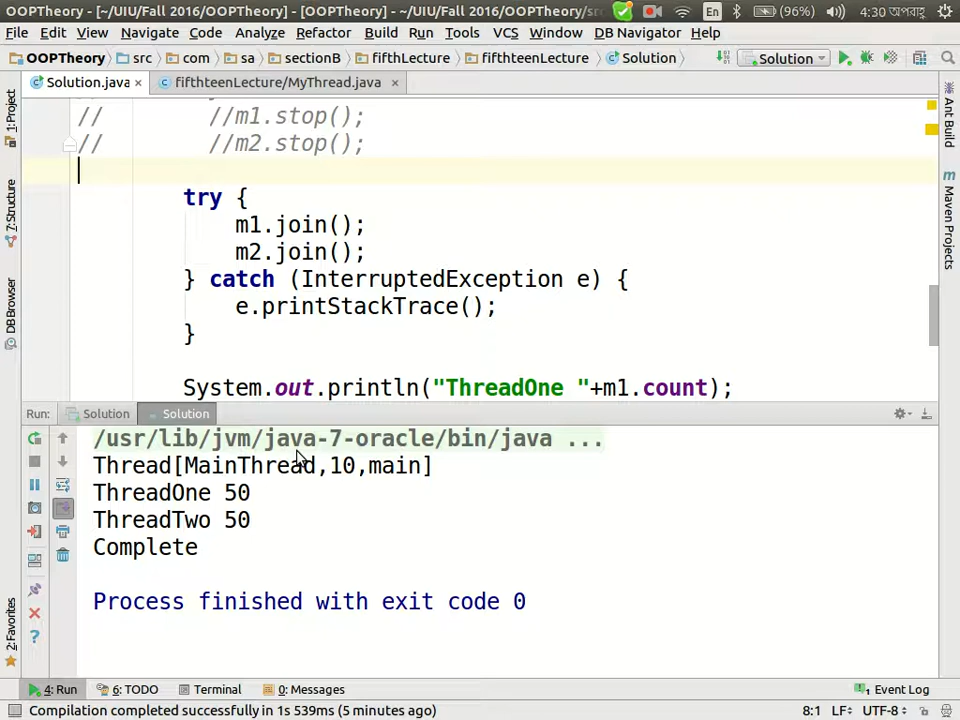 OOPTheory - [~/UIU/Fall 2016/OOPTheory] - [OOPTheory] - [~/UIU/Fall 2016/OOPTheory/src En (96%) 4:30 অপরাহ্ণ
File Edit View Navigate Code Analyze Refactor Build Run Tools VCS Window DB Navigator Help
OOPTheory src com sa sectionB fifthLecture fifthteenLecture Solution Solution
Solution.java × fifthteenLecture/MyThread.java ×
// //m1.stop();
// //m2.stop();
try {
m1.join();
m2.join();
} catch (InterruptedException e) {
e.printStackTrace();
}
System.out.println("ThreadOne "+m1.count);
Run: Solution Solution
/usr/lib/jvm/java-7-oracle/bin/java ...
Thread[MainThread,10,main]
ThreadOne 50
ThreadTwo 50
Complete
Process finished with exit code 0
4: Run 6: TODO Terminal 0: Messages 1 Event Log
Compilation completed successfully in 1s 539ms (5 minutes ago) 8:1 LF÷ UTF-8÷
1: Project
7: Structure
DB Browser
2: Favorites
Ant Build
m Maven Projects